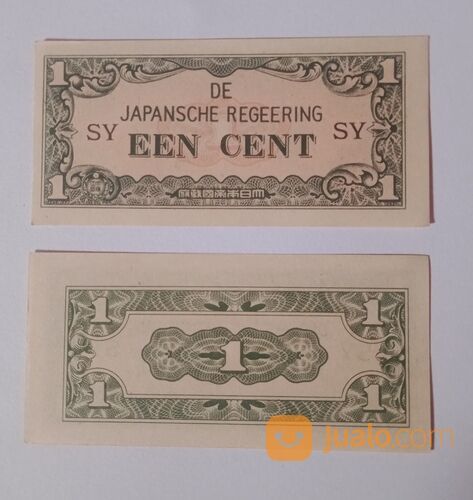 1 1
DE
JAPANSCHE REGEERING
SY EEN CENT SY
1 1
府政國帝本日大
1 1
1
1 1
jualo.com